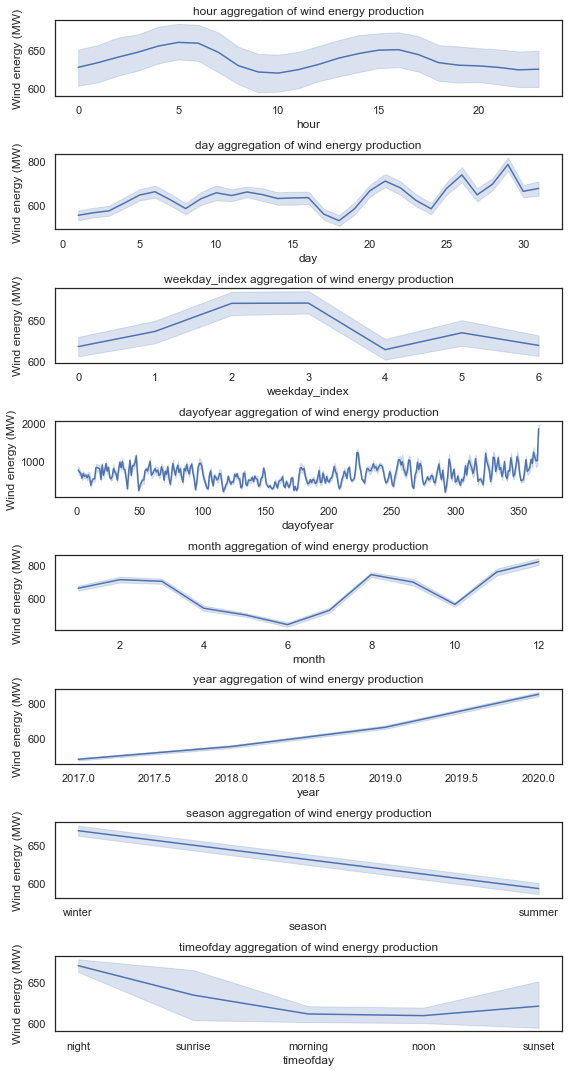 hour aggregation of wind energy production
Wind energy (MW)
650
600
0 5 10 15 20
hour
day aggregation of wind energy production
Wind energy (MW)
800
600
0 5 10 15 20 25 30
day
weekday_index aggregation of wind energy production
Wind energy (MW)
650
600
0 1 2 3 4 5 6
weekday_index
dayofyear aggregation of wind energy production
Wind energy (MW)
2000
1000
0 50 100 150 200 250 300 350
dayofyear
month aggregation of wind energy production
Wind energy (MW)
800
600
2 4 6 8 10 12
month
year aggregation of wind energy production
Wind energy (MW)
800
600
2017.0 2017.5 2018.0 2018.5 2019.0 2019.5 2020.0
year
season aggregation of wind energy production
Wind energy (MW)
650
600
winter summer
season
timeofday aggregation of wind energy production
Wind energy (MW)
650
600
night sunrise morning noon sunset
timeofday